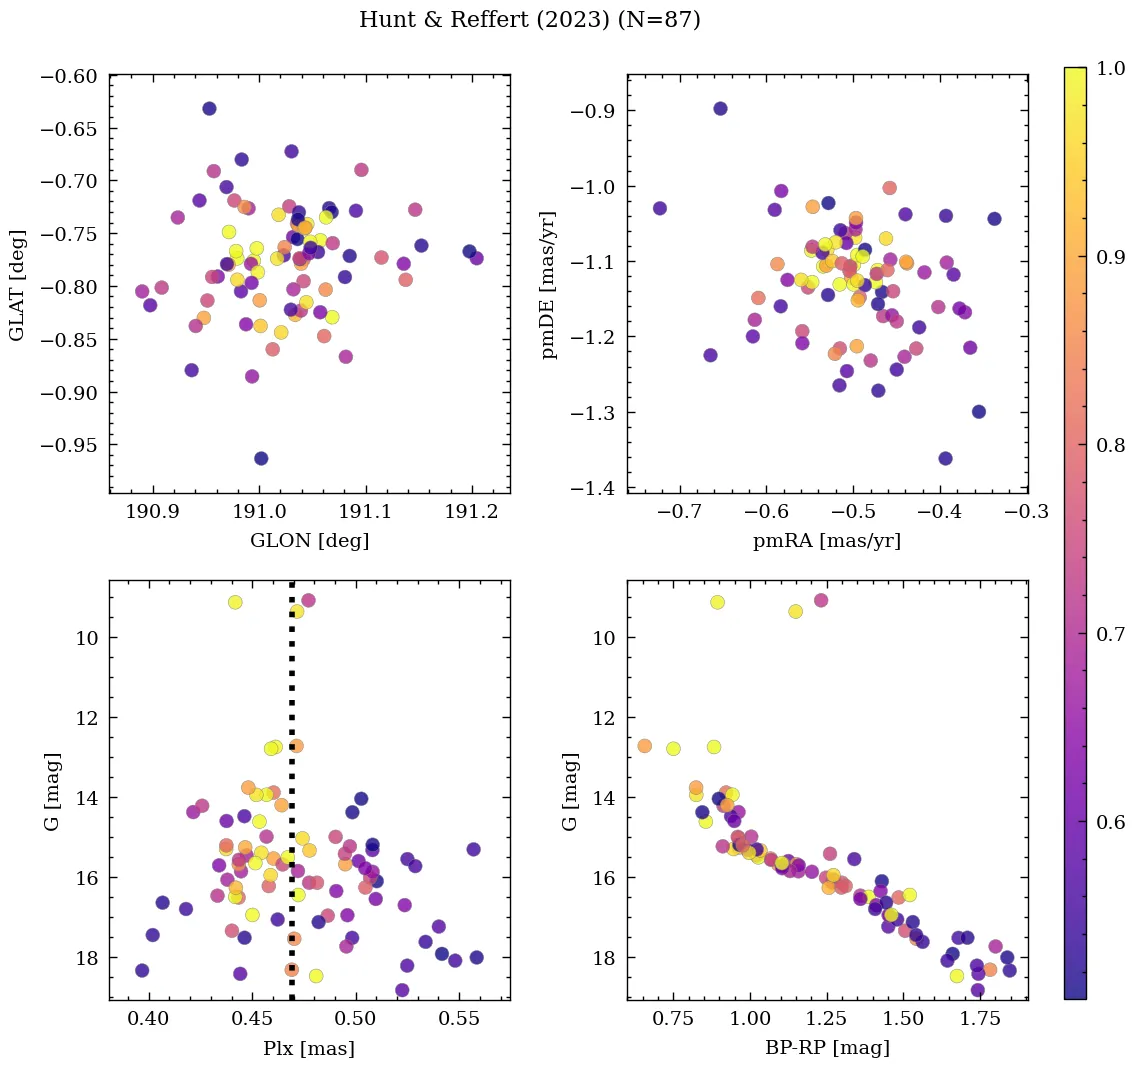 Hunt & Reffert (2023) (N=87)
−0.60
−0.65
−0.70
−0.75
−0.80
−0.85
−0.90
−0.95
GLAT [deg]
190.9 191.0 191.1 191.2
GLON [deg]
−0.9
−1.0
−1.1
−1.2
−1.3
−1.4
pmDE [mas/yr]
−0.7 −0.6 −0.5 −0.4 −0.3
pmRA [mas/yr]
10
12
14
16
18
G [mag]
0.40 0.45 0.50 0.55
Plx [mas]
10
12
14
16
18
G [mag]
0.75 1.00 1.25 1.50 1.75
BP-RP [mag]
1.0
0.9
0.8
0.7
0.6